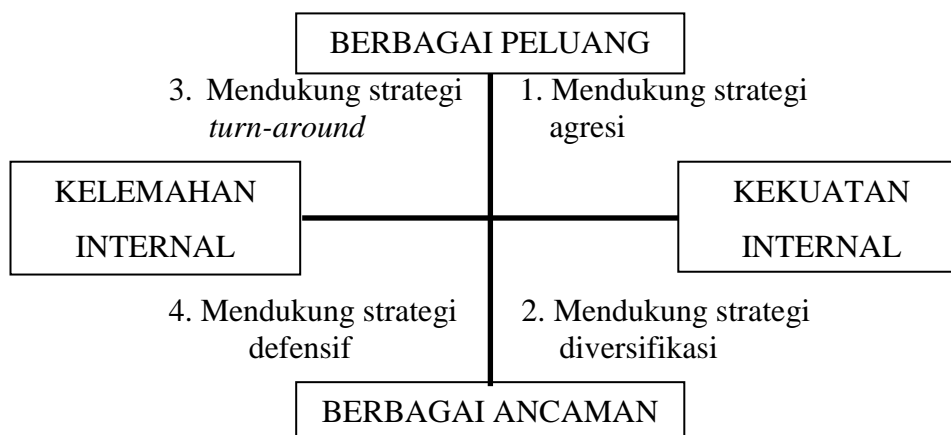 BERBAGAI PELUANG
3. Mendukung strategi
turn-around
1. Mendukung strategi
agresi
KELEMAHAN
INTERNAL
KEKUATAN
INTERNAL
4. Mendukung strategi
defensif
2. Mendukung strategi
diversifikasi
BERBAGAI ANCAMAN